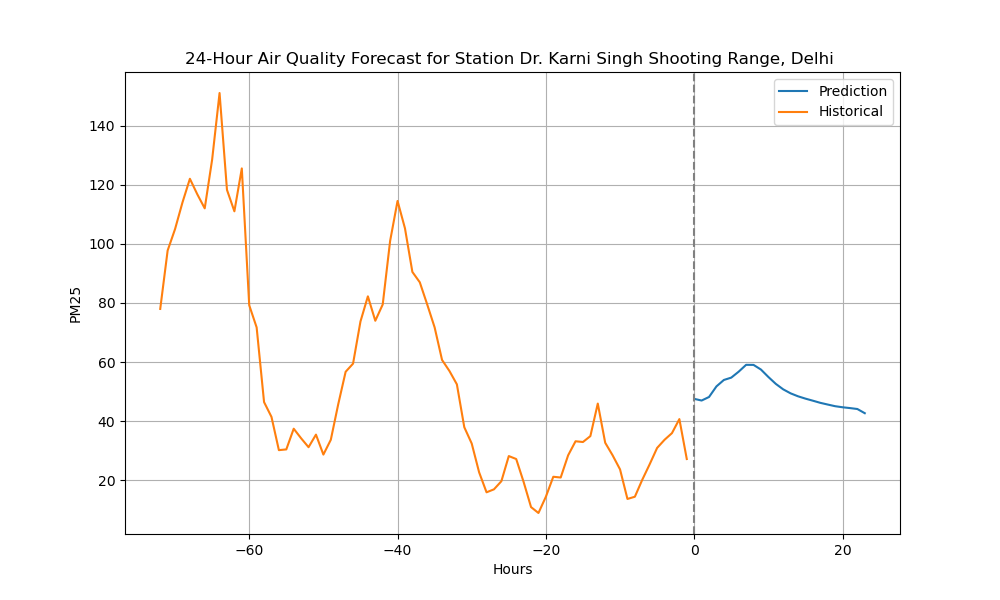 24-Hour Air Quality Forecast for Station Dr. Karni Singh Shooting Range, Delhi
Prediction
Historical
140
120
100
80
60
40
20
PM25
−60
−40
−20
0
20
Hours